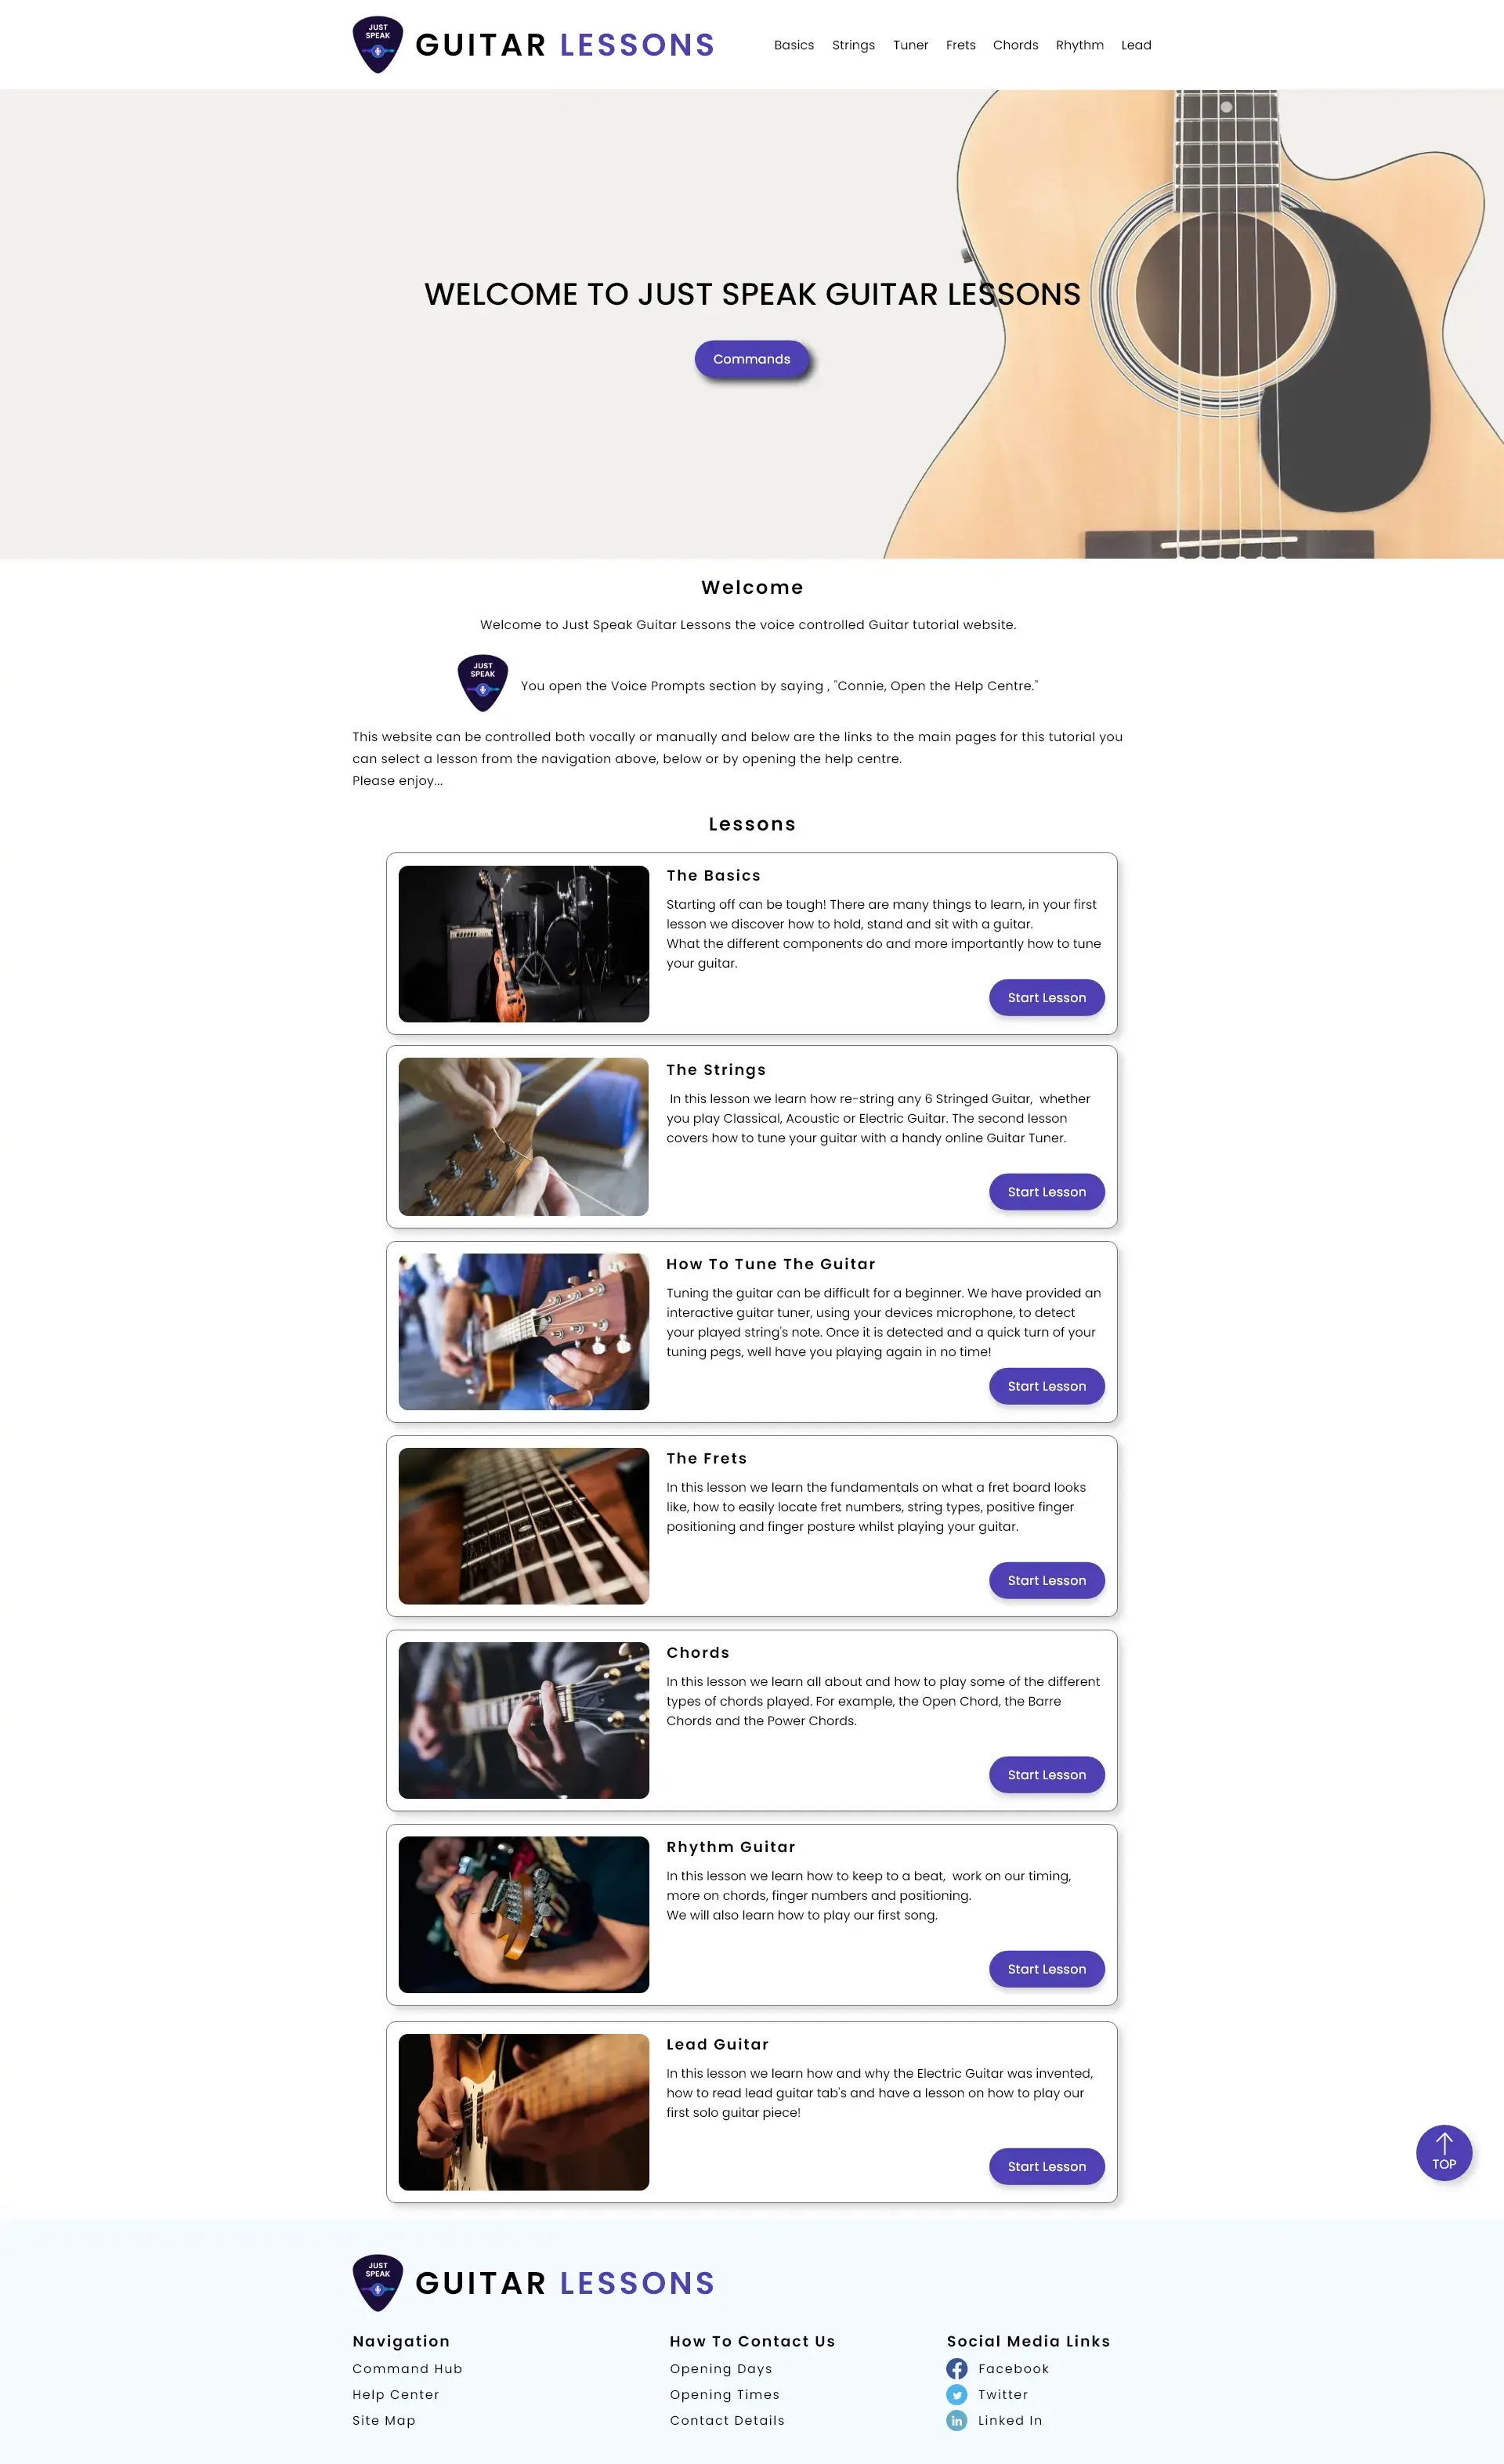 JUST
SPEAK
GUITAR LESSONS
Basics Strings Tuner Frets Chords Rhythm Lead
WELCOME TO JUST SPEAK GUITAR LESSONS
Commands
Welcome
Welcome to Just Speak Guitar Lessons the voice controlled Guitar tutorial website.
JUST
SPEAK
You open the Voice Prompts section by saying , "Connie, Open the Help Centre."
This website can be controlled both vocally or manually and below are the links to the main pages for this tutorial you
can select a lesson from the navigation above, below or by opening the help centre.
Please enjoy...
Lessons
The Basics
Starting off can be tough! There are many things to learn, in your first
lesson we discover how to hold, stand and sit with a guitar.
What the different components do and more importantly how to tune
your guitar.
Start Lesson
The Strings
In this lesson we learn how re-string any 6 Stringed Guitar,  whether
you play Classical, Acoustic or Electric Guitar. The second lesson
covers how to tune your guitar with a handy online Guitar Tuner.
Start Lesson
How To Tune The Guitar
Tuning the guitar can be difficult for a beginner. We have provided an
interactive guitar tuner, using your devices microphone, to detect
your played string's note. Once it is detected and a quick turn of your
tuning pegs, well have you playing again in no time!
Start Lesson
The Frets
In this lesson we learn the fundamentals on what a fret board looks
like, how to easily locate fret numbers, string types, positive finger
positioning and finger posture whilst playing your guitar.
Start Lesson
Chords
In this lesson we learn all about and how to play some of the different
types of chords played. For example, the Open Chord, the Barre
Chords and the Power Chords.
Start Lesson
Rhythm Guitar
In this lesson we learn how to keep to a beat,  work on our timing,
more on chords, finger numbers and positioning.
We will also learn how to play our first song.
Start Lesson
Lead Guitar
In this lesson we learn how and why the Electric Guitar was invented,
how to read lead guitar tab's and have a lesson on how to play our
first solo guitar piece!
Start Lesson
TOP
JUST
SPEAK
GUITAR LESSONS
Navigation
Command Hub
Help Center
Site Map
How To Contact Us
Opening Days
Opening Times
Contact Details
Social Media Links
Facebook
Twitter
Linked In